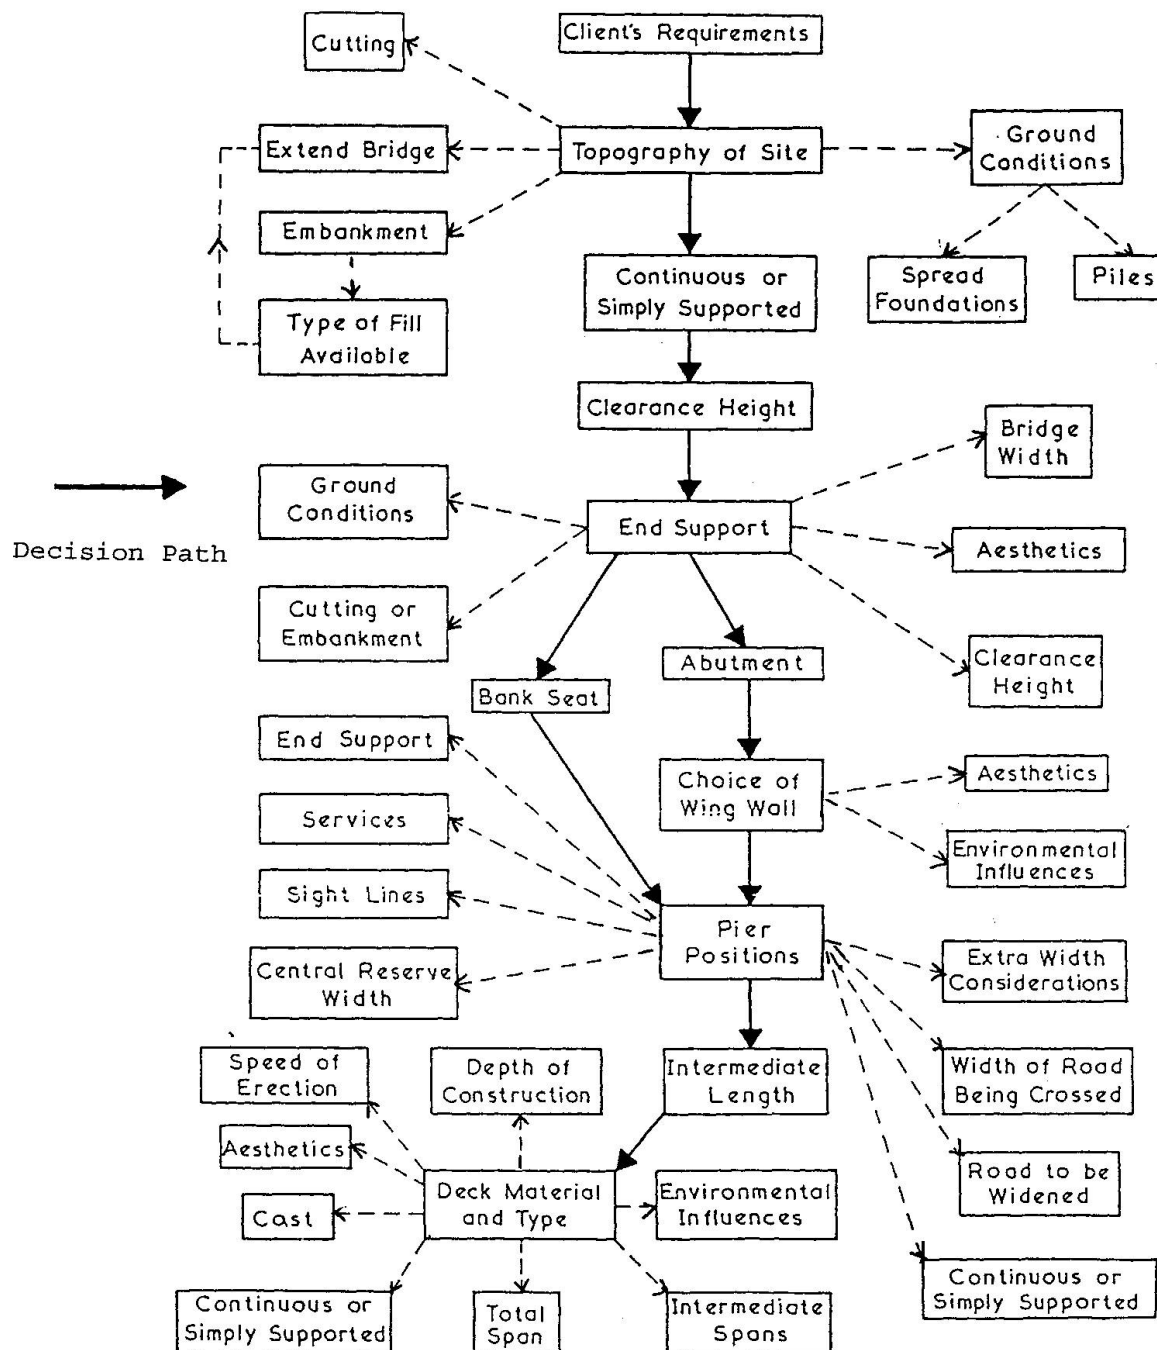 Client's Requirements
Cutting
Extend Bridge
Topography of Site
Ground
Conditions
Embankment
Continuous or
Simply Supported
Spread
Foundations
Piles
Type of Fill
Available
Clearance Height
Bridge
Width
Decision Path
Ground
Conditions
End Support
Aesthetics
Cutting or
Embankment
Abutment
Clearance
Height
Bank Seat
End Support
Choice of
Wing Wall
Aesthetics
Services
Environmental
Influences
Sight Lines
Pier
Positions
Central Reserve
Width
Extra Width
Considerations
Speed of
Erection
Depth of
Construction
Intermediate
Length
Width of Road
Being Crossed
Aesthetics
Deck Material
and Type
Environmental
Influences
Road to be
Widened
Cast
Continuous or
Simply Supported
Total
Span
Intermediate
Spans
Continuous or
Simply Supported